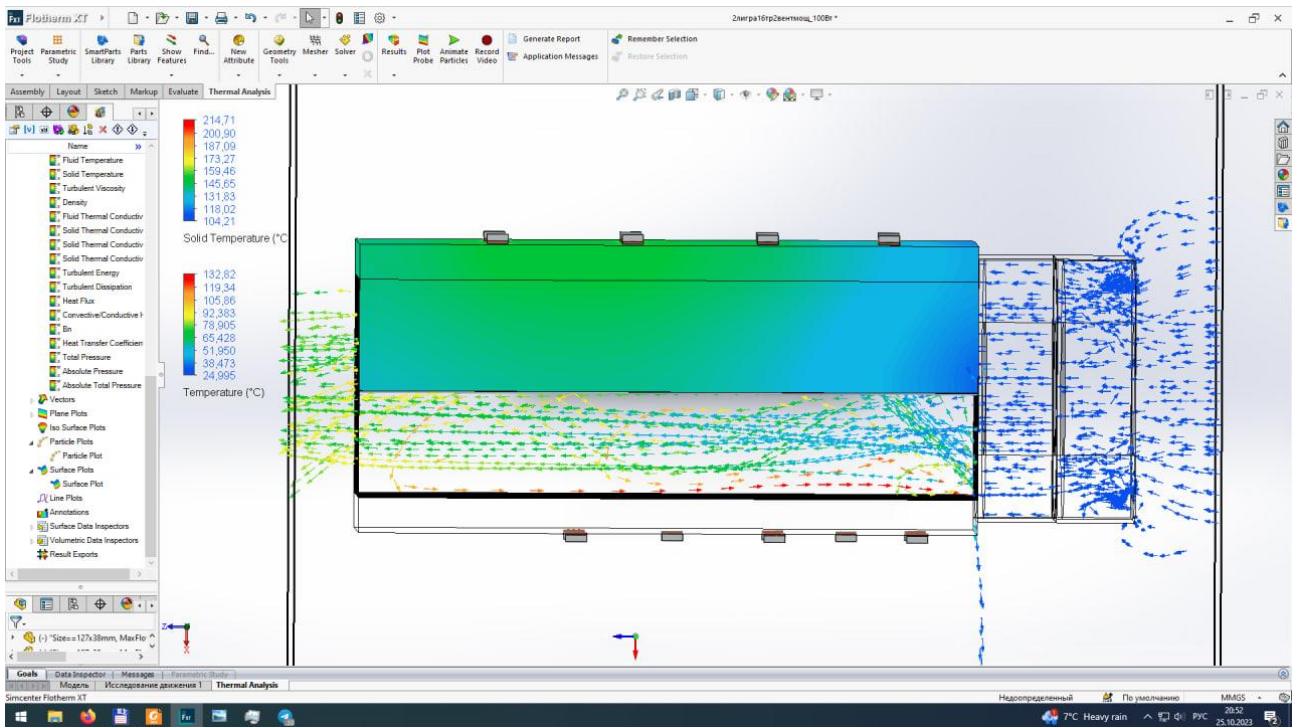 Fxt Flotherm XT
2лигра16тр2вентмощ_100Вт *
Project Tools
Parametric Study
SmartParts Library
Parts Library
Show Features
Find...
New Attribute
Geometry Tools
Mesher
Solver
Results
Plot Probe
Animate Particles
Record Video
Generate Report
Application Messages
Remember Selection
Restore Selection
Assembly
Layout
Sketch
Markup
Evaluate
Thermal Analysis
Name
Fluid Temperature
Solid Temperature
Turbulent Viscosity
Density
Fluid Thermal Conductiv
Solid Thermal Conductiv
Solid Thermal Conductiv
Solid Thermal Conductiv
Turbulent Energy
Turbulent Dissipation
Heat Flux
Convective/Conductive H
Bn
Heat Transfer Coefficien
Total Pressure
Absolute Pressure
Absolute Total Pressure
Vectors
Plane Plots
Iso Surface Plots
Particle Plots
Particle Plot
Surface Plots
Surface Plot
Line Plots
Annotations
Surface Data Inspectors
Volumetric Data Inspectors
Result Exports
214,71
200,90
187,09
173,27
159,46
145,65
131,83
118,02
104,21
Solid Temperature (°C
132,82
119,34
105,86
92,383
78,905
65,428
51,950
38,473
24,995
Temperature (°C)
(-) "Size==127x38mm, MaxFlo
Z
X
Goals
Data Inspector
Messages
Parametric Study
Модель
Исследование движения 1
Thermal Analysis
Simcenter Flotherm XT
Недоопределенный
По умолчанию
MMGS
7°C Heavy rain
РУС
20:52
25.10.2023